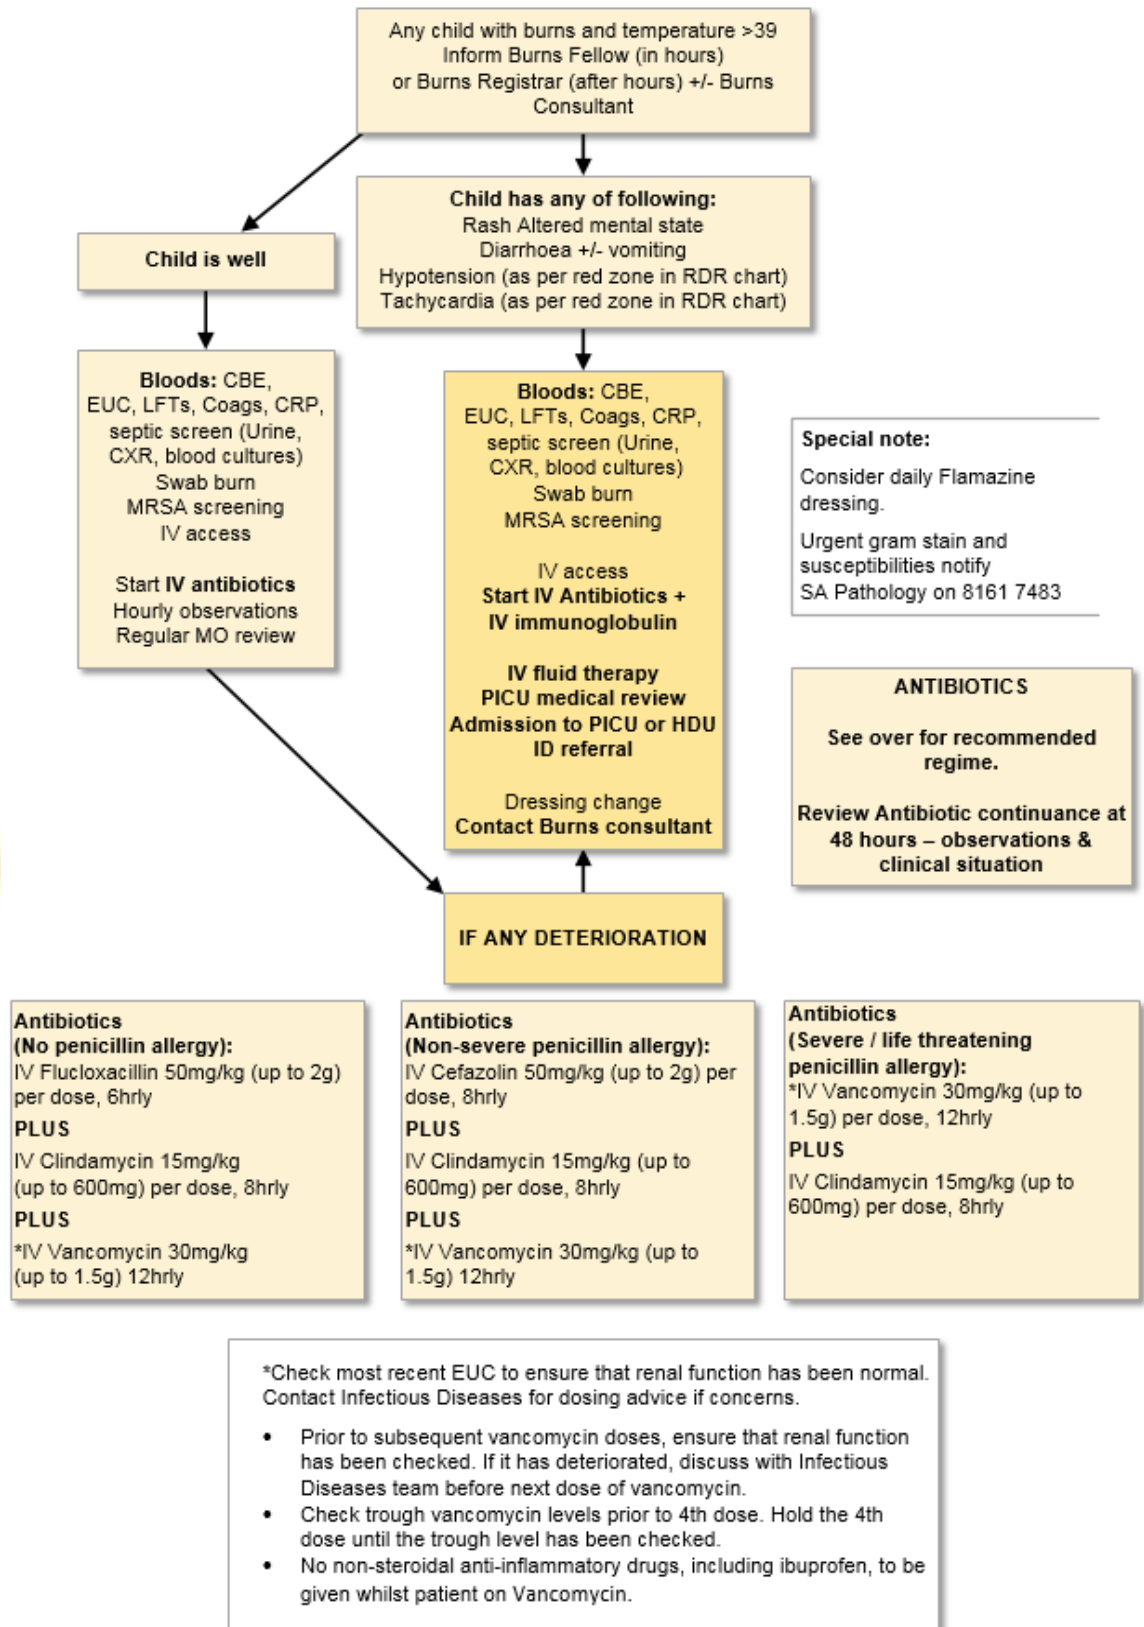 Any child with burns and temperature >39
Inform Burns Fellow (in hours)
or Burns Registrar (after hours) +/- Burns
Consultant
Child has any of following:
Rash Altered mental state
Diarrhoea +/- vomiting
Hypotension (as per red zone in RDR chart)
Tachycardia (as per red zone in RDR chart)
Child is well
Bloods: CBE,
EUC, LFTs, Coags, CRP,
septic screen (Urine,
CXR, blood cultures)
Swab burn
MRSA screening
IV access
Start IV antibiotics
Hourly observations
Regular MO review
Bloods: CBE,
EUC, LFTs, Coags, CRP,
septic screen (Urine,
CXR, blood cultures)
Swab burn
MRSA screening
IV access
Start IV Antibiotics +
IV immunoglobulin
IV fluid therapy
PICU medical review
Admission to PICU or HDU
ID referral
Dressing change
Contact Burns consultant
Special note:
Consider daily Flamazine
dressing.
Urgent gram stain and
susceptibilities notify
SA Pathology on 8161 7483
ANTIBIOTICS
See over for recommended
regime.
Review Antibiotic continuance at
48 hours – observations &
clinical situation
IF ANY DETERIORATION
Antibiotics
(No penicillin allergy):
IV Flucloxacillin 50mg/kg (up to 2g)
per dose, 6hrly
PLUS
IV Clindamycin 15mg/kg
(up to 600mg) per dose, 8hrly
PLUS
*IV Vancomycin 30mg/kg
(up to 1.5g) 12hrly
Antibiotics
(Non-severe penicillin allergy):
IV Cefazolin 50mg/kg (up to 2g) per
dose, 8hrly
PLUS
IV Clindamycin 15mg/kg (up to
600mg) per dose, 8hrly
PLUS
*IV Vancomycin 30mg/kg (up to
1.5g) 12hrly
Antibiotics
(Severe / life threatening
penicillin allergy):
*IV Vancomycin 30mg/kg (up to
1.5g) per dose, 12hrly
PLUS
IV Clindamycin 15mg/kg (up to
600mg) per dose, 8hrly
*Check most recent EUC to ensure that renal function has been normal.
Contact Infectious Diseases for dosing advice if concerns.
• Prior to subsequent vancomycin doses, ensure that renal function
has been checked. If it has deteriorated, discuss with Infectious
Diseases team before next dose of vancomycin.
• Check trough vancomycin levels prior to 4th dose. Hold the 4th
dose until the trough level has been checked.
• No non-steroidal anti-inflammatory drugs, including ibuprofen, to be
given whilst patient on Vancomycin.